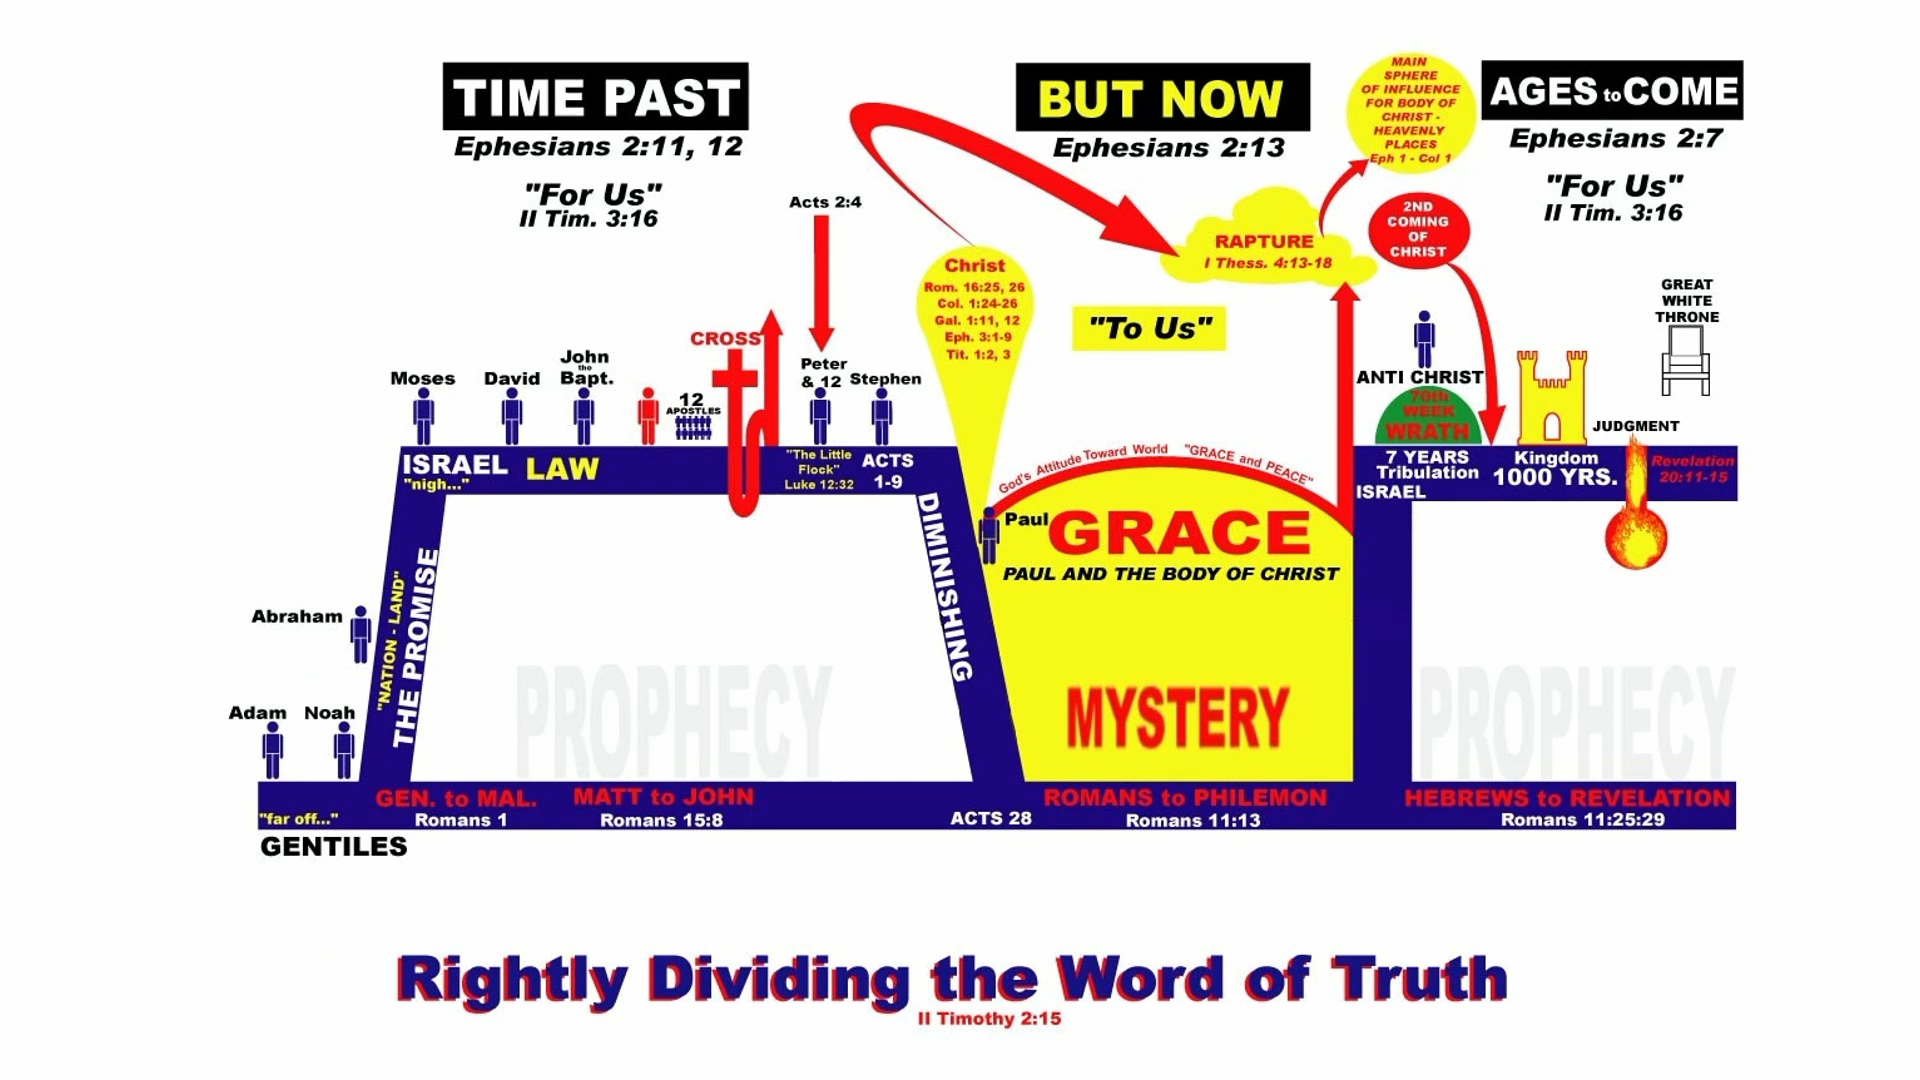 TIME PAST
Ephesians 2:11, 12
"For Us"
II Tim. 3:16
BUT NOW
Ephesians 2:13
MAIN
SPHERE
OF INFLUENCE
FOR BODY OF
CHRIST -
HEAVENLY
PLACES
Eph 1 - Col 1
AGES to COME
Ephesians 2:7
"For Us"
II Tim. 3:16
Acts 2:4
RAPTURE
I Thess. 4:13-18
2ND
COMING
OF
CHRIST
Christ
Rom. 16:25, 26
Col. 1:24-26
Gal. 1:11, 12
Eph. 3:1-9
Tit. 1:2, 3
"To Us"
GREAT
WHITE
THRONE
Moses
David
John
the
Bapt.
12
APOSTLES
CROSS
Peter
& 12
Stephen
ANTI CHRIST
70th
WEEK
WRATH
JUDGMENT
ISRAEL
"nigh..."
LAW
"The Little
Flock"
Luke 12:32
ACTS
1-9
God's Attitude Toward World "GRACE and PEACE"
7 YEARS
Tribulation
ISRAEL
Kingdom
1000 YRS.
Revelation
20:11-15
DIMINISHING
Paul
GRACE
PAUL AND THE BODY OF CHRIST
Abraham
"NATION - LAND"
THE PROMISE
PROPHECY
MYSTERY
PROPHECY
Adam
Noah
"far off..."
GENTILES
GEN. to MAL.
Romans 1
MATT to JOHN
Romans 15:8
ACTS 28
ROMANS to PHILEMON
Romans 11:13
HEBREWS to REVELATION
Romans 11:25:29
Rightly Dividing the Word of Truth
II Timothy 2:15